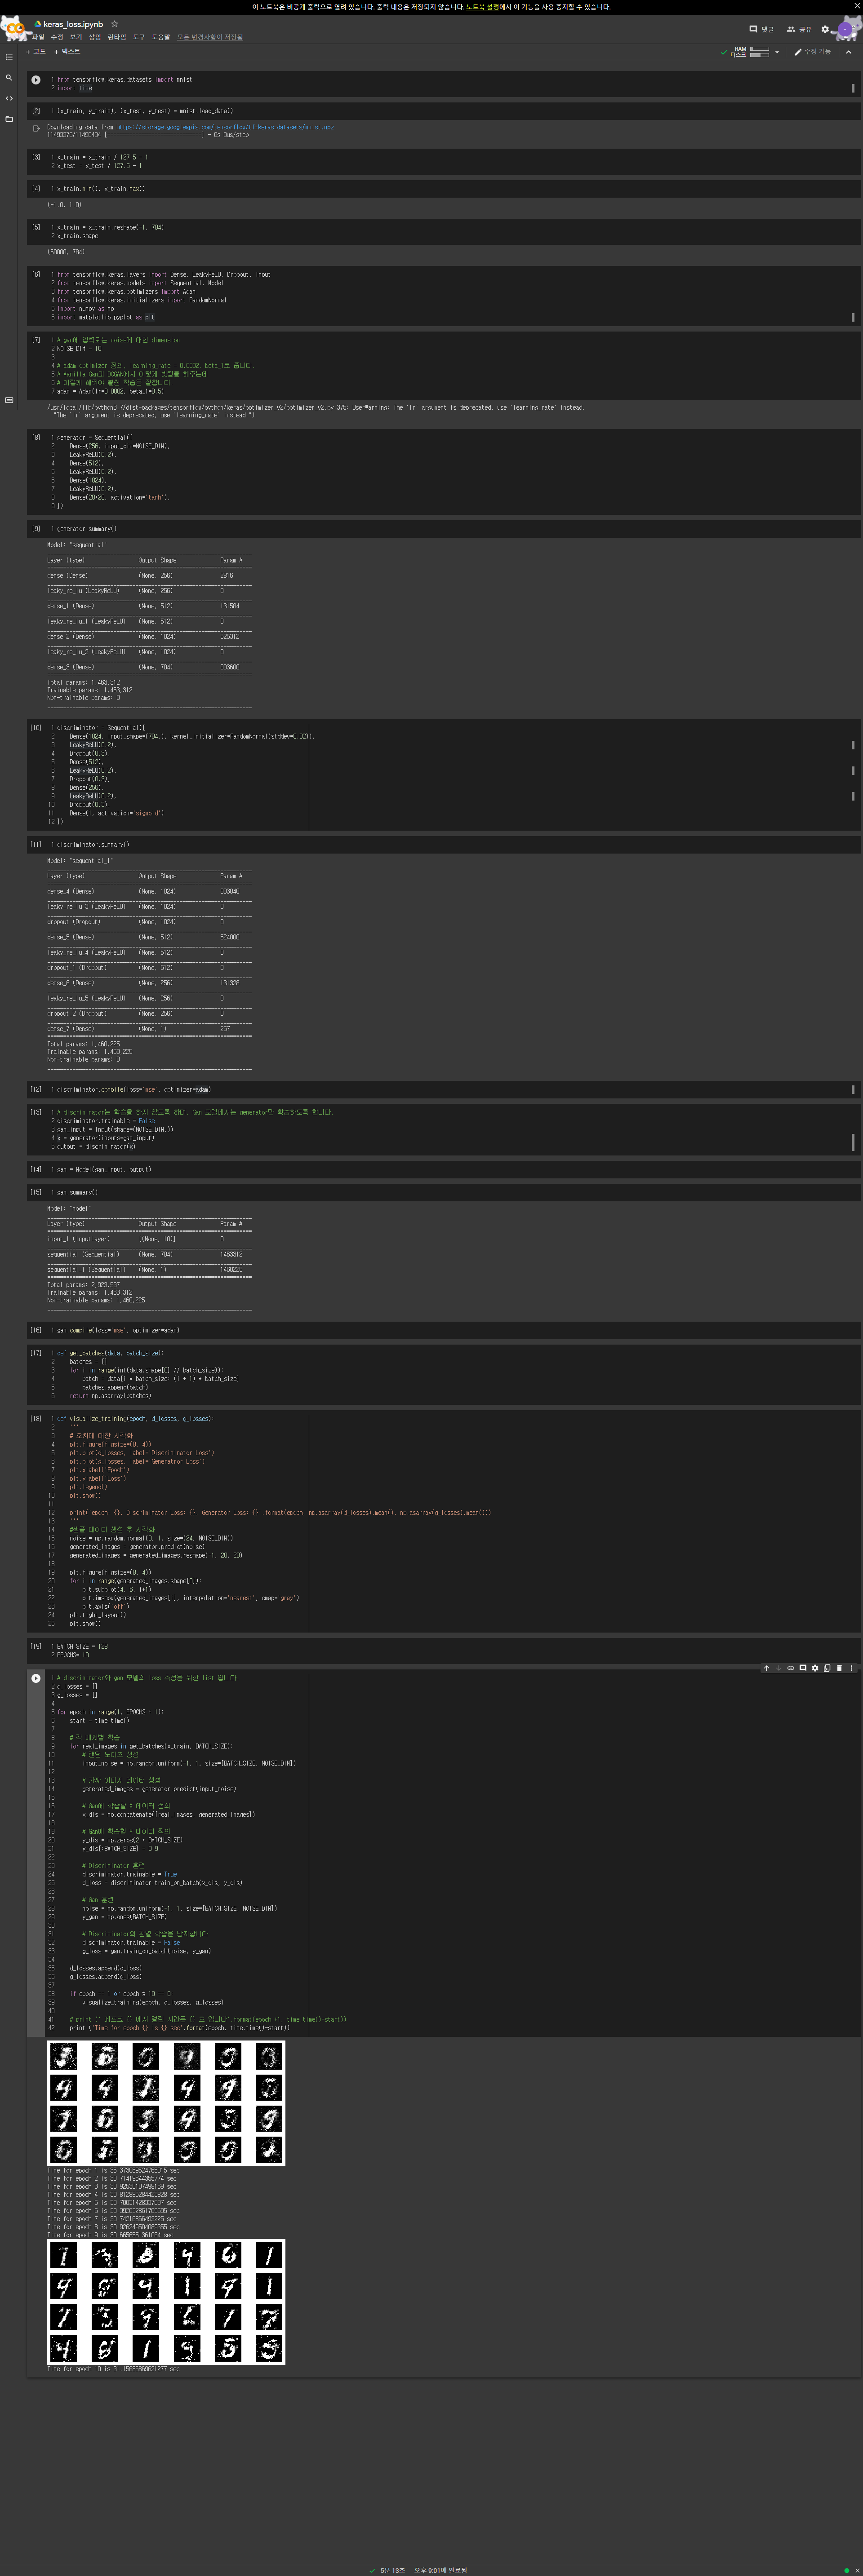 이 노트북은 비공개 출력으로 열려 있습니다. 출력 내용은 저장되지 않습니다. 노트북 설정에서 이 기능을 사용 중지할 수 있습니다.
keras_loss.ipynb
파일 수정 보기 삽입 런타임 도구 도움말 모든 변경사항이 저장됨
댓글 공유
+ 코드 + 텍스트
RAM
디스크
수정 가능
1 from tensorflow.keras.datasets import mnist
2 import time
[2] 1 (x_train, y_train), (x_test, y_test) = mnist.load_data()
Downloading data from https://storage.googleapis.com/tensorflow/tf-keras-datasets/mnist.npz
11493376/11490434 [==============================] - 0s 0us/step
[3] 1 x_train = x_train / 127.5 - 1
2 x_test = x_test / 127.5 - 1
[4] 1 x_train.min(), x_train.max()
(-1.0, 1.0)
[5] 1 x_train = x_train.reshape(-1, 784)
2 x_train.shape
(60000, 784)
[6] 1 from tensorflow.keras.layers import Dense, LeakyReLU, Dropout, Input
2 from tensorflow.keras.models import Sequential, Model
3 from tensorflow.keras.optimizers import Adam
4 from tensorflow.keras.initializers import RandomNormal
5 import numpy as np
6 import matplotlib.pyplot as plt
[7] 1 # gan에 입력되는 noise에 대한 dimension
2 NOISE_DIM = 10
3
4 # adam optimizer 정의, learning_rate = 0.0002, beta_1로 줍니다.
5 # Vanilla Gan과 DCGAN에서 이렇게 셋팅을 해주는데
6 # 이렇게 해줘야 훨씬 학습을 잘합니다.
7 adam = Adam(lr=0.0002, beta_1=0.5)
/usr/local/lib/python3.7/dist-packages/tensorflow/python/keras/optimizer_v2/optimizer_v2.py:375: UserWarning: The `lr` argument is deprecated, use `learning_rate` instead.
"The `lr` argument is deprecated, use `learning_rate` instead.")
[8] 1 generator = Sequential([
2 Dense(256, input_dim=NOISE_DIM),
3 LeakyReLU(0.2),
4 Dense(512),
5 LeakyReLU(0.2),
6 Dense(1024),
7 LeakyReLU(0.2),
8 Dense(28*28, activation='tanh'),
9 ])
[9] 1 generator.summary()
Model: "sequential"
Layer (type) Output Shape Param #
dense (Dense) (None, 256) 2816
leaky_re_lu (LeakyReLU) (None, 256) 0
dense_1 (Dense) (None, 512) 131584
leaky_re_lu_1 (LeakyReLU) (None, 512) 0
dense_2 (Dense) (None, 1024) 525312
leaky_re_lu_2 (LeakyReLU) (None, 1024) 0
dense_3 (Dense) (None, 784) 803600
Total params: 1,463,312
Trainable params: 1,463,312
Non-trainable params: 0
[10] 1 discriminator = Sequential([
2 Dense(1024, input_shape=(784,), kernel_initializer=RandomNormal(stddev=0.02)),
3 LeakyReLU(0.2),
4 Dropout(0.3),
5 Dense(512),
6 LeakyReLU(0.2),
7 Dropout(0.3),
8 Dense(256),
9 LeakyReLU(0.2),
10 Dropout(0.3),
11 Dense(1, activation='sigmoid')
12 ])
[11] 1 discriminator.summary()
Model: "sequential_1"
Layer (type) Output Shape Param #
dense_4 (Dense) (None, 1024) 803840
leaky_re_lu_3 (LeakyReLU) (None, 1024) 0
dropout (Dropout) (None, 1024) 0
dense_5 (Dense) (None, 512) 524800
leaky_re_lu_4 (LeakyReLU) (None, 512) 0
dropout_1 (Dropout) (None, 512) 0
dense_6 (Dense) (None, 256) 131328
leaky_re_lu_5 (LeakyReLU) (None, 256) 0
dropout_2 (Dropout) (None, 256) 0
dense_7 (Dense) (None, 1) 257
Total params: 1,460,225
Trainable params: 1,460,225
Non-trainable params: 0
[12] 1 discriminator.compile(loss='mse', optimizer=adam)
[13] 1 # discriminator는 학습을 하지 않도록 하며, Gan 모델에서는 generator만 학습하도록 합니다.
2 discriminator.trainable = False
3 gan_input = Input(shape=(NOISE_DIM,))
4 x = generator(inputs=gan_input)
5 output = discriminator(x)
[14] 1 gan = Model(gan_input, output)
[15] 1 gan.summary()
Model: "model"
Layer (type) Output Shape Param #
input_1 (InputLayer) [(None, 10)] 0
sequential (Sequential) (None, 784) 1463312
sequential_1 (Sequential) (None, 1) 1460225
Total params: 2,923,537
Trainable params: 1,463,312
Non-trainable params: 1,460,225
[16] 1 gan.compile(loss='mse', optimizer=adam)
[17] 1 def get_batches(data, batch_size):
2 batches = []
3 for i in range(int(data.shape[0] // batch_size)):
4 batch = data[i * batch_size: (i + 1) * batch_size]
5 batches.append(batch)
6 return np.asarray(batches)
[18] 1 def visualize_training(epoch, d_losses, g_losses):
2 '''
3 # 오차에 대한 시각화
4 plt.figure(figsize=(8, 4))
5 plt.plot(d_losses, label='Discriminator Loss')
6 plt.plot(g_losses, label='Generatror Loss')
7 plt.xlabel('Epoch')
8 plt.ylabel('Loss')
9 plt.legend()
10 plt.show()
11
12 print('epoch: {}, Discriminator Loss: {}, Generator Loss: {}'.format(epoch, np.asarray(d_losses).mean(), np.asarray(g_losses).mean()))
13 '''
14 #샘플 데이터 생성 후 시각화
15 noise = np.random.normal(0, 1, size=(24, NOISE_DIM))
16 generated_images = generator.predict(noise)
17 generated_images = generated_images.reshape(-1, 28, 28)
18
19 plt.figure(figsize=(8, 4))
20 for i in range(generated_images.shape[0]):
21 plt.subplot(4, 6, i+1)
22 plt.imshow(generated_images[i], interpolation='nearest', cmap='gray')
23 plt.axis('off')
24 plt.tight_layout()
25 plt.show()
[19] 1 BATCH_SIZE = 128
2 EPOCHS= 10
1 # discriminator와 gan 모델의 loss 측정을 위한 list 입니다.
2 d_losses = []
3 g_losses = []
4
5 for epoch in range(1, EPOCHS + 1):
6 start = time.time()
7
8 # 각 배치별 학습
9 for real_images in get_batches(x_train, BATCH_SIZE):
10 # 랜덤 노이즈 생성
11 input_noise = np.random.uniform(-1, 1, size=[BATCH_SIZE, NOISE_DIM])
12
13 # 가짜 이미지 데이터 생성
14 generated_images = generator.predict(input_noise)
15
16 # Gan에 학습할 X 데이터 정의
17 x_dis = np.concatenate([real_images, generated_images])
18
19 # Gan에 학습할 Y 데이터 정의
20 y_dis = np.zeros(2 * BATCH_SIZE)
21 y_dis[:BATCH_SIZE] = 0.9
22
23 # Discriminator 훈련
24 discriminator.trainable = True
25 d_loss = discriminator.train_on_batch(x_dis, y_dis)
26
27 # Gan 훈련
28 noise = np.random.uniform(-1, 1, size=[BATCH_SIZE, NOISE_DIM])
29 y_gan = np.ones(BATCH_SIZE)
30
31 # Discriminator의 판별 학습을 방지합니다
32 discriminator.trainable = False
33 g_loss = gan.train_on_batch(noise, y_gan)
34
35 d_losses.append(d_loss)
36 g_losses.append(g_loss)
37
38 if epoch == 1 or epoch % 10 == 0:
39 visualize_training(epoch, d_losses, g_losses)
40
41 # print (' 에포크 {} 에서 걸린 시간은 {} 초 입니다'.format(epoch +1, time.time()-start))
42 print ('Time for epoch {} is {} sec'.format(epoch, time.time()-start))
Time for epoch 1 is 35.373069524765015 sec
Time for epoch 2 is 30.71419644355774 sec
Time for epoch 3 is 30.92530107498169 sec
Time for epoch 4 is 30.812985284423828 sec
Time for epoch 5 is 30.70031428337097 sec
Time for epoch 6 is 30.392032861709595 sec
Time for epoch 7 is 30.74216866493225 sec
Time for epoch 8 is 30.926249504089355 sec
Time for epoch 9 is 30.6656551361084 sec
Time for epoch 10 is 31.15686869621277 sec
5분 13초 오후 9:01에 완료됨